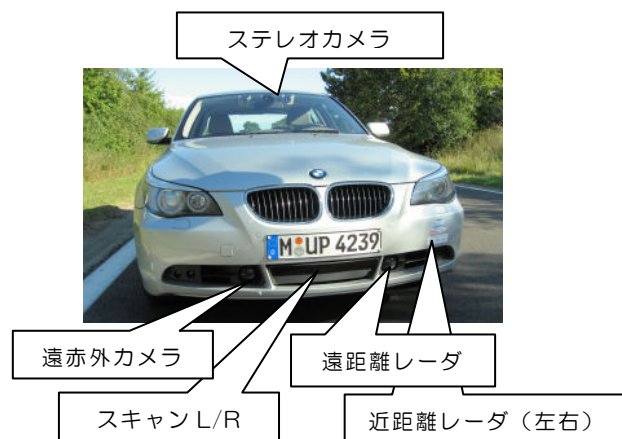 ステレオカメラ
M UP 4239
遠赤外カメラ
遠距離レーダ
スキャンL/R
近距離レーダ（左右）